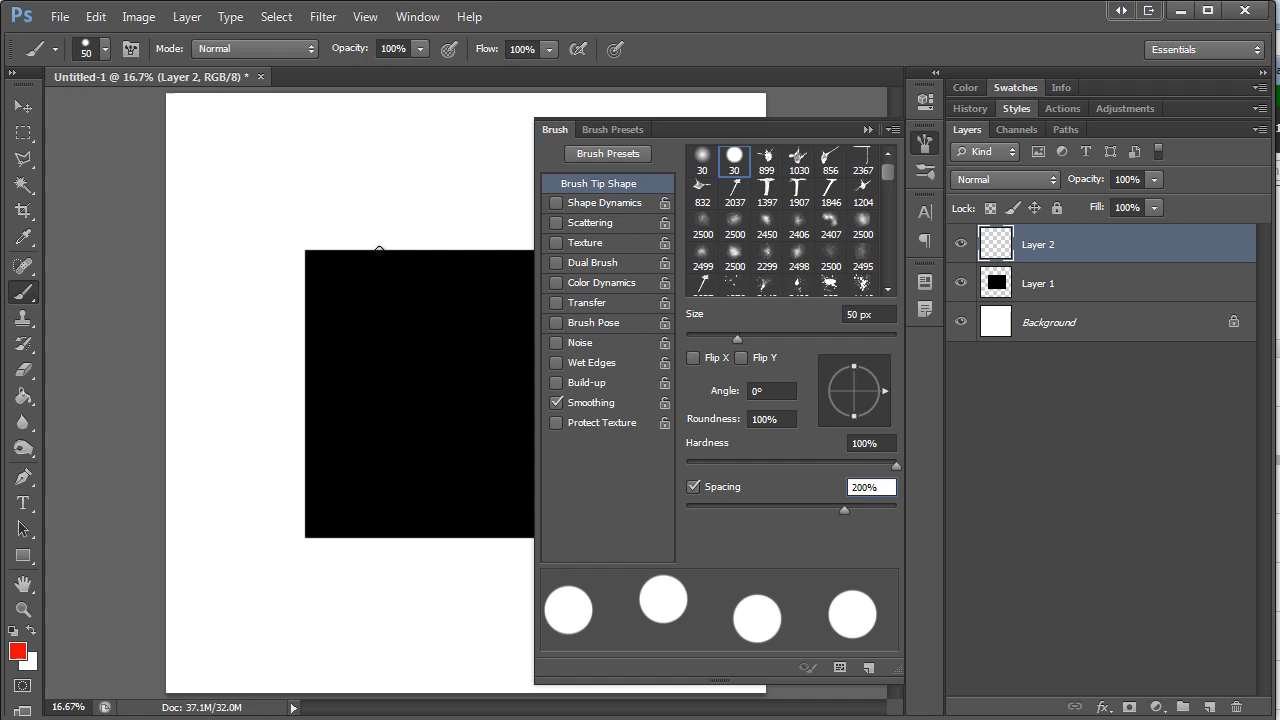 Ps File Edit Image Layer Type Select Filter View Window Help
50 Mode: Normal Opacity: 100% Flow: 100% Essentials
Untitled-1 @ 16.7% (Layer 2, RGB/8) * ×
Brush Brush Presets
Brush Presets
Brush Tip Shape
Shape Dynamics
Scattering
Texture
Dual Brush
Color Dynamics
Transfer
Brush Pose
Noise
Wet Edges
Build-up
Smoothing
Protect Texture
30 30 899 1030 856 2367
832 2037 1397 1907 1846 1204
2500 2500 2450 2406 2407 2500
2499 2500 2299 2498 2500 2495
Size 50 px
Flip X Flip Y
Angle: 0°
Roundness: 100%
Hardness 100%
Spacing 200%
Color Swatches Info
History Styles Actions Adjustments
Layers Channels Paths
Kind
Normal Opacity: 100%
Lock: Fill: 100%
Layer 2
Layer 1
Background
16.67% Doc: 37.1M/32.0M